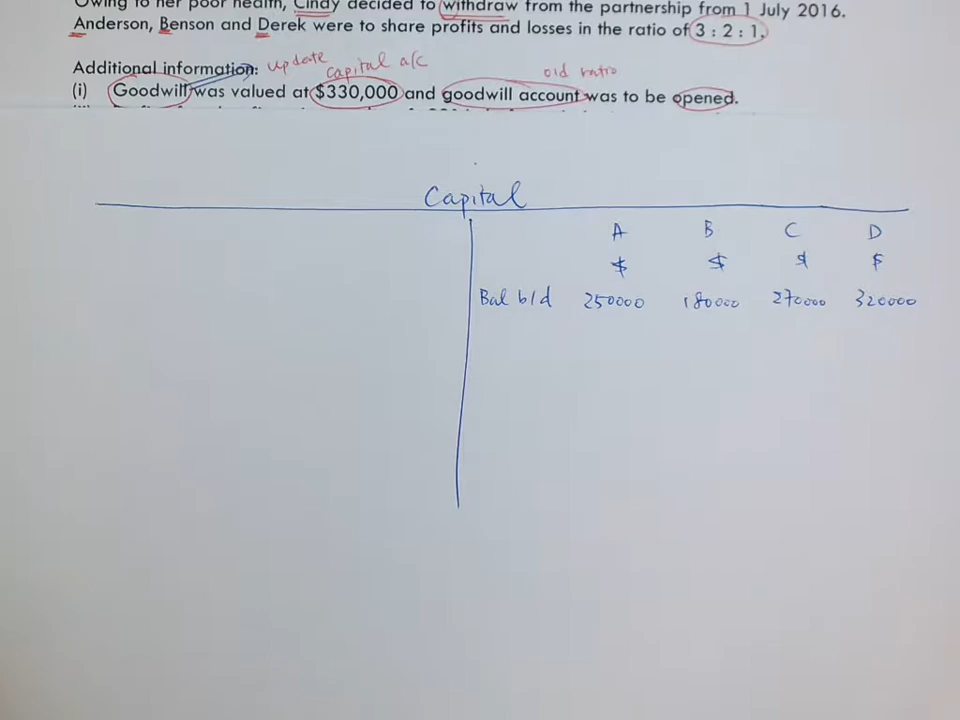 Owing to her poor health, Cindy decided to withdraw from the partnership from 1 July 2016.
Anderson, Benson and Derek were to share profits and losses in the ratio of 3 : 2 : 1.
Additional information: update capital a/c
old ratio
(i) Goodwill was valued at $330,000 and goodwill account was to be opened.
Capital
A B C D
$ $ $ $
Bal b/d 250000 180000 270000 320000